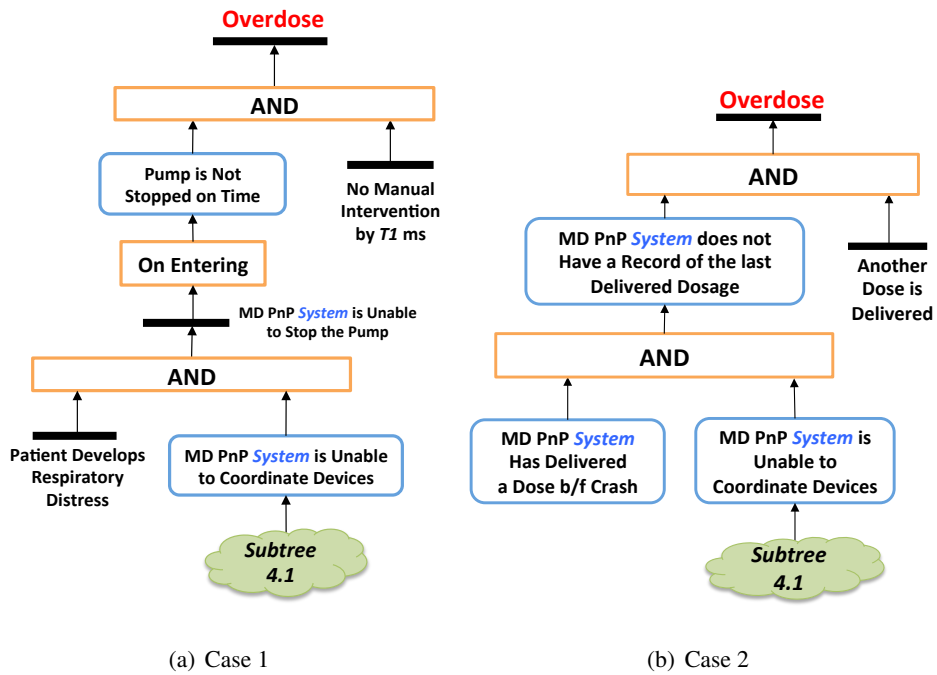 Overdose
AND
Pump is Not
Stopped on Time
No Manual
Intervention
by T1 ms
On Entering
MD PnP System is Unable
to Stop the Pump
AND
Patient Develops
Respiratory
Distress
MD PnP System is Unable
to Coordinate Devices
Subtree
4.1
(a) Case 1
Overdose
AND
MD PnP System does not
Have a Record of the last
Delivered Dosage
Another
Dose is
Delivered
AND
MD PnP System
Has Delivered
a Dose b/f Crash
MD PnP System is
Unable to
Coordinate Devices
Subtree
4.1
(b) Case 2